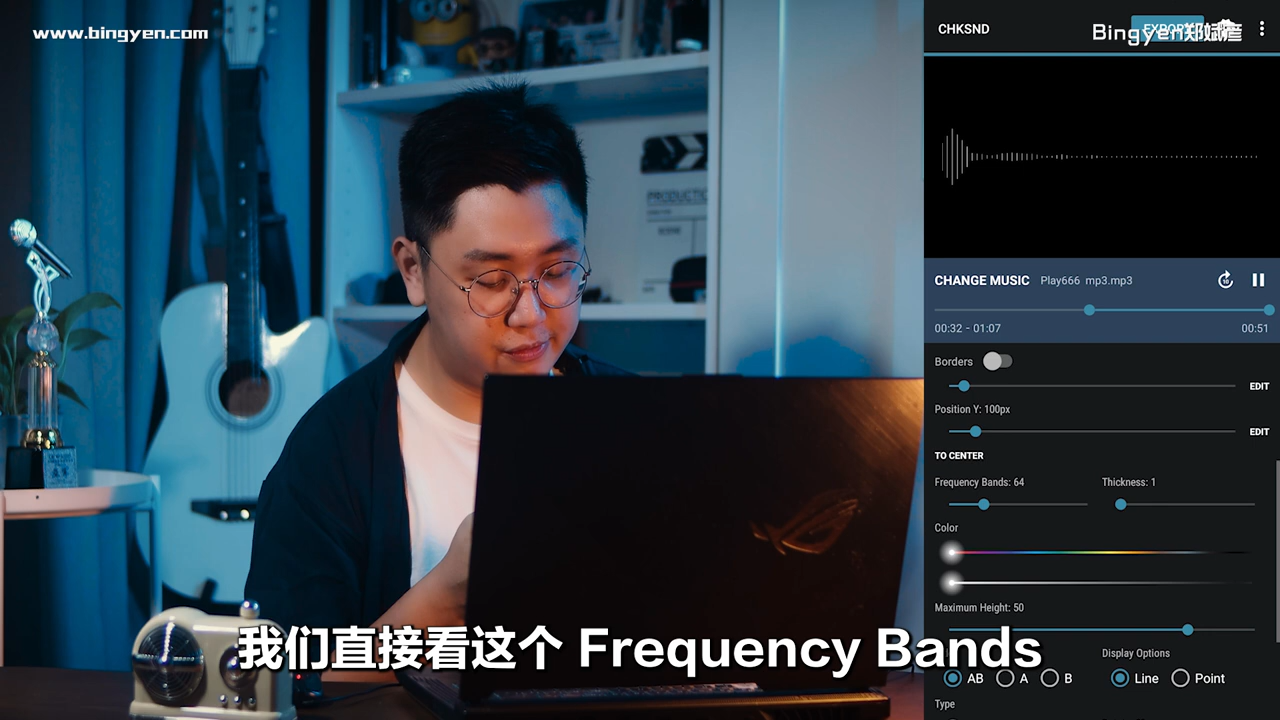 www.bingyen.com
CHKSND
Bingyen郑斌彦
PRODUCTIO
CHANGE MUSIC Play666 mp3.mp3
00:32 - 01:07 00:51
Borders
EDIT
Position Y: 100px
EDIT
TO CENTER
Frequency Bands: 64 Thickness: 1
Color
Maximum Height: 50
Display Options
AB A B Line Point
Type
我们直接看这个 Frequency Bands